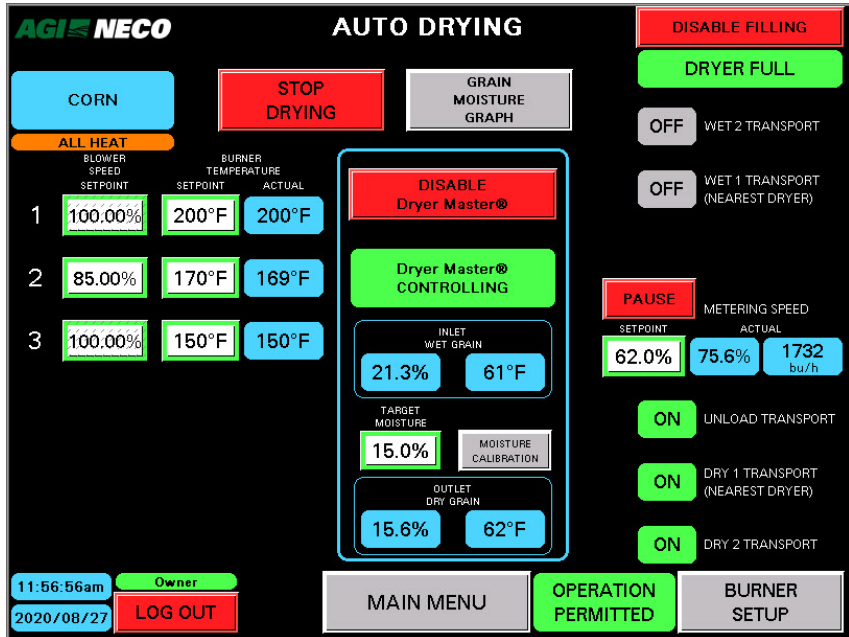 AGI NECO
AUTO DRYING
DISABLE FILLING
DRYER FULL
CORN
STOP
DRYING
GRAIN
MOISTURE
GRAPH
OFF
WET 2 TRANSPORT
ALL HEAT
BLOWER
SPEED
SETPOINT
BURNER
TEMPERATURE
SETPOINT
ACTUAL
OFF
WET 1 TRANSPORT
(NEAREST DRYER)
1
100.00%
200°F
200°F
2
85.00%
170°F
169°F
3
100.00%
150°F
150°F
DISABLE
Dryer Master®
Dryer Master®
CONTROLLING
INLET
WET GRAIN
21.3%
61°F
TARGET
MOISTURE
15.0%
MOISTURE
CALIBRATION
OUTLET
DRY GRAIN
15.6%
62°F
PAUSE
METERING SPEED
SETPOINT
ACTUAL
62.0%
75.6%
1732
bu/h
ON
UNLOAD TRANSPORT
ON
DRY 1 TRANSPORT
(NEAREST DRYER)
ON
DRY 2 TRANSPORT
11:56:56am
Owner
2020/08/27
LOG OUT
MAIN MENU
OPERATION
PERMITTED
BURNER
SETUP